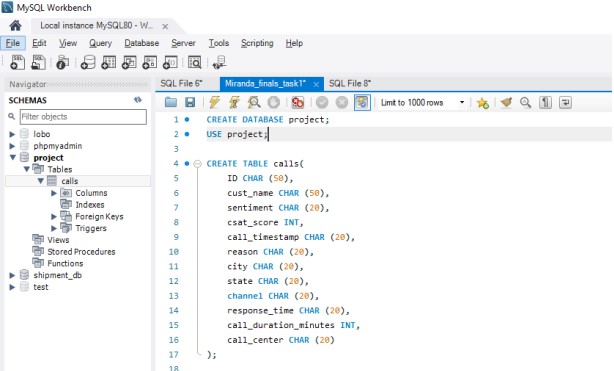 MySQL Workbench
Local instance MySQL80 - W... ×
File Edit View Query Database Server Tools Scripting Help
Navigator
SCHEMAS
Filter objects
lobo
phpmyadmin
project
Tables
calls
Columns
Indexes
Foreign Keys
Triggers
Views
Stored Procedures
Functions
shipment_db
test
SQL File 6* Miranda_finals_task1* × SQL File 8*
Limit to 1000 rows
1 CREATE DATABASE project;
2 USE project;
3
4 CREATE TABLE calls(
5 ID CHAR (50),
6 cust_name CHAR (50),
7 sentiment CHAR (20),
8 csat_score INT,
9 call_timestamp CHAR (20),
10 reason CHAR (20),
11 city CHAR (20),
12 state CHAR (20),
13 channel CHAR (20),
14 response_time CHAR (20),
15 call_duration_minutes INT,
16 call_center CHAR (20)
17 );
18